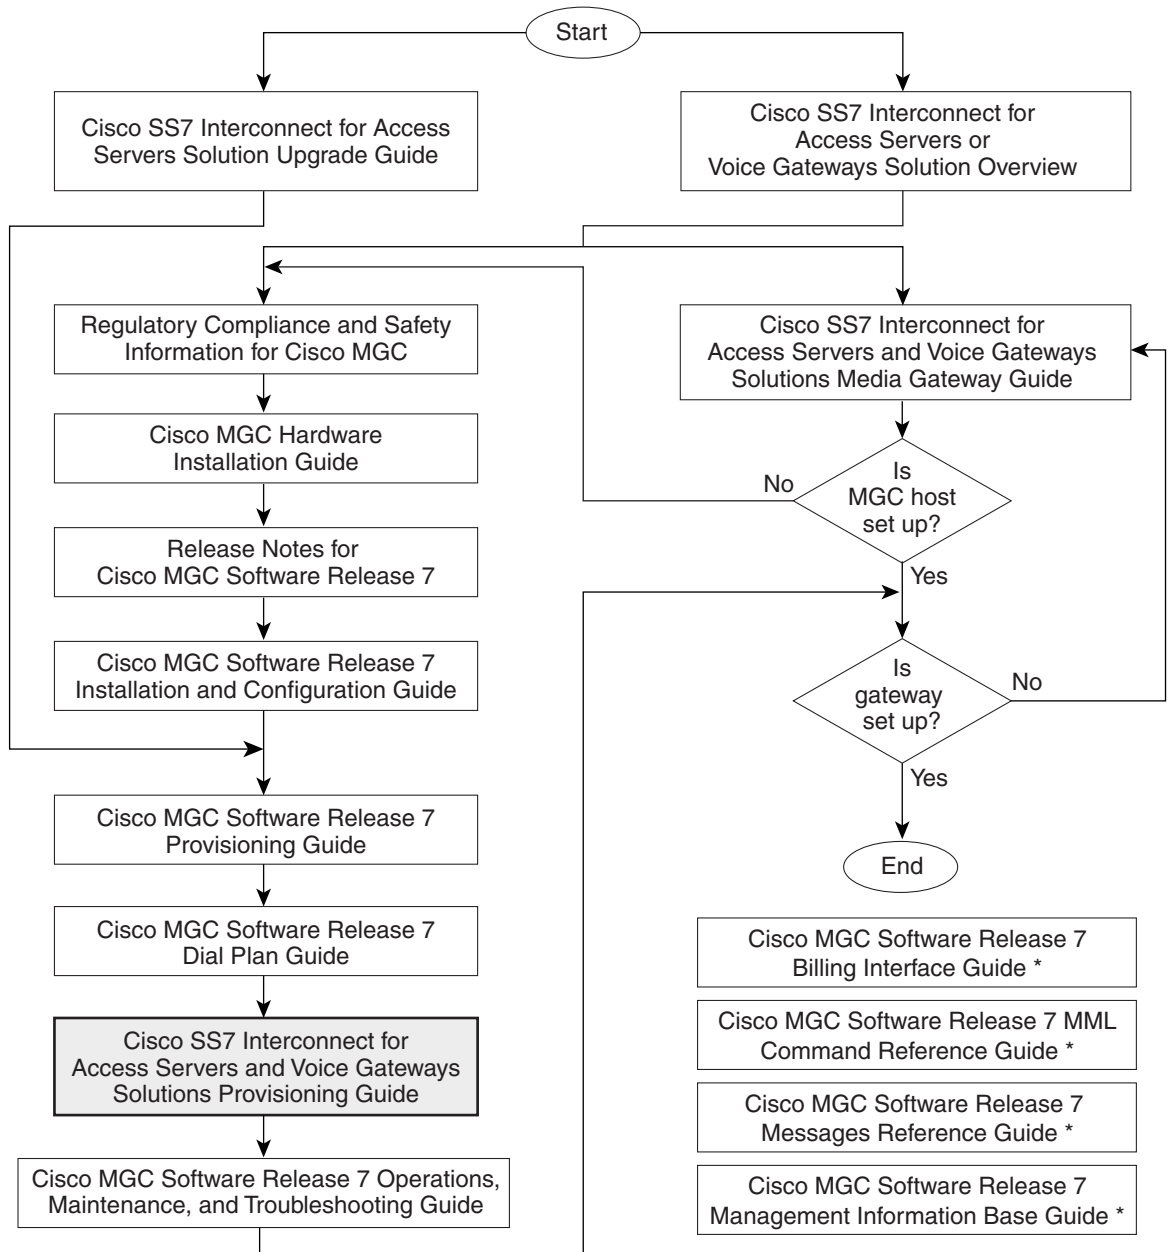 Start
Cisco SS7 Interconnect for Access
Servers Solution Upgrade Guide
Cisco SS7 Interconnect for
Access Servers or
Voice Gateways Solution Overview
Regulatory Compliance and Safety
Information for Cisco MGC
Cisco SS7 Interconnect for
Access Servers and Voice Gateways
Solutions Media Gateway Guide
Cisco MGC Hardware
Installation Guide
No
Is
MGC host
set up?
Yes
Release Notes for
Cisco MGC Software Release 7
Cisco MGC Software Release 7
Installation and Configuration Guide
Is
gateway
set up?
No
Yes
Cisco MGC Software Release 7
Provisioning Guide
End
Cisco MGC Software Release 7
Dial Plan Guide
Cisco SS7 Interconnect for
Access Servers and Voice Gateways
Solutions Provisioning Guide
Cisco MGC Software Release 7 Operations,
Maintenance, and Troubleshooting Guide
Cisco MGC Software Release 7
Billing Interface Guide *
Cisco MGC Software Release 7 MML
Command Reference Guide *
Cisco MGC Software Release 7
Messages Reference Guide *
Cisco MGC Software Release 7
Management Information Base Guide *